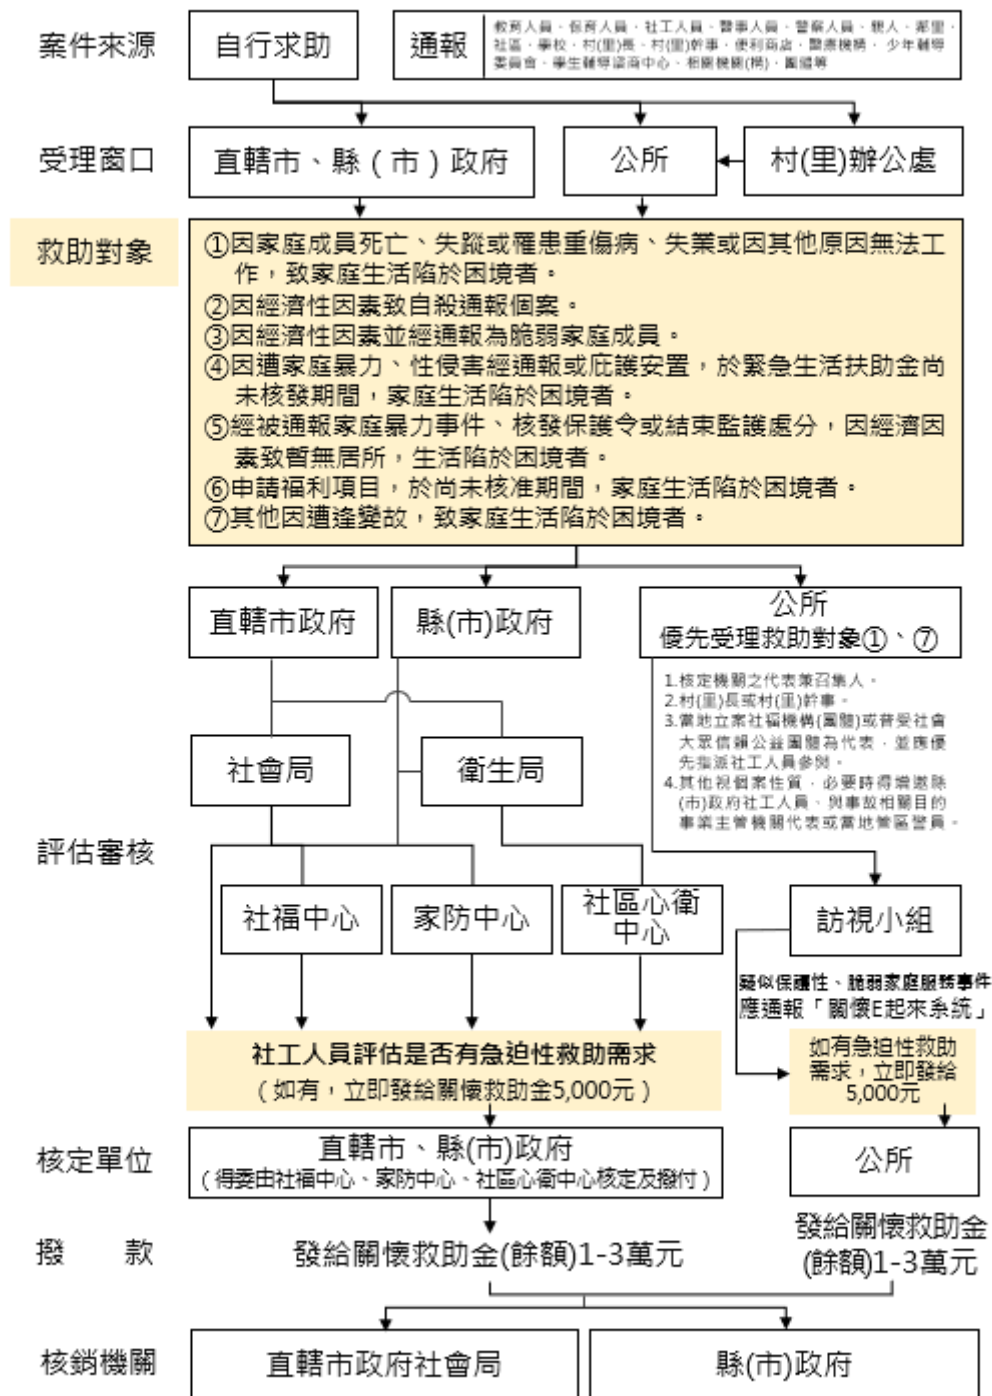 案件來源
自行求助
通報
教育人員、保育人員、社工人員、醫事人員、警察人員、親人、鄰里、
社區、學校、村(里)長、村(里)幹事、便利商店、醫療機構、少年輔導
委員會、學生輔導諮商中心、相關機關(構)、團體等
受理窗口
直轄市、縣（市）政府
公所
村(里)辦公處
救助對象
①因家庭成員死亡、失蹤或罹患重傷病、失業或因其他原因無法工
作，致家庭生活陷於困境者。
②因經濟性因素致自殺通報個案。
③因經濟性因素並經通報為脆弱家庭成員。
④因遭家庭暴力、性侵害經通報或庇護安置，於緊急生活扶助金尚
未核發期間，家庭生活陷於困境者。
⑤經被通報家庭暴力事件、核發保護令或結束監護處分，因經濟因
素致暫無居所，生活陷於困境者。
⑥申請福利項目，於尚未核准期間，家庭生活陷於困境者。
⑦其他因遭逢變故，致家庭生活陷於困境者。
直轄市政府
縣(市)政府
公所
優先受理救助對象①、⑦
1.核定機關之代表兼召集人。
2.村(里)長或村(里)幹事。
3.當地立案社福機構(團體)或普受社會
大眾信賴公益團體為代表，並應優
先指派社工人員參與。
4.其他視個案性質，必要時得增邀縣
(市)政府社工人員、與事故相關目的
事業主管機關代表或當地管區警員。
社會局
衛生局
評估審核
社福中心
家防中心
社區心衛
中心
訪視小組
疑似保護性、脆弱家庭服務事件
應通報「關懷E起來系統」
社工人員評估是否有急迫性救助需求
（如有，立即發給關懷救助金5,000元）
如有急迫性救助
需求，立即發給
5,000元
核定單位
直轄市、縣(市)政府
（得委由社福中心、家防中心、社區心衛中心核定及撥付）
公所
撥　　款
發給關懷救助金(餘額)1-3萬元
發給關懷救助金
(餘額)1-3萬元
核銷機關
直轄市政府社會局
縣(市)政府